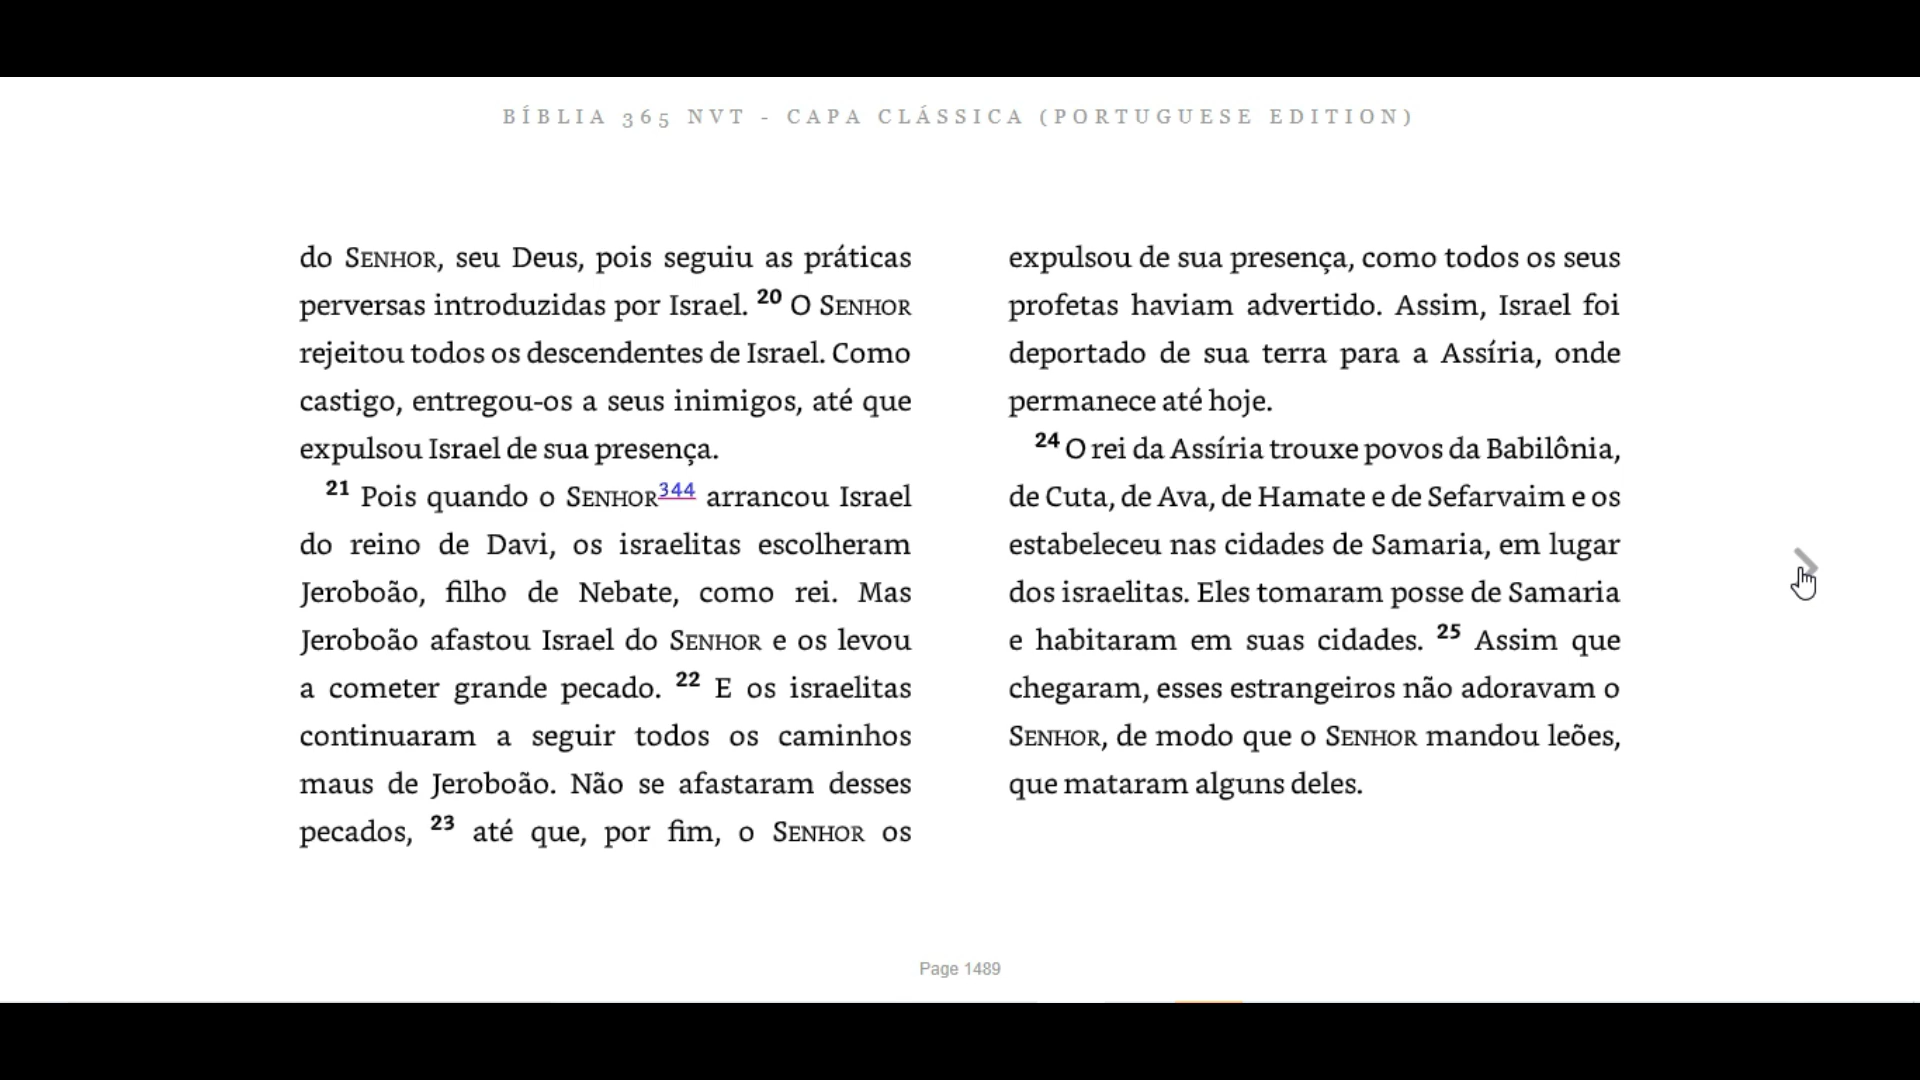 BÍBLIA 365 NVT - CAPA CLÁSSICA (PORTUGUESE EDITION)
do SENHOR, seu Deus, pois seguiu as práticas
perversas introduzidas por Israel. 20 O SENHOR
rejeitou todos os descendentes de Israel. Como
castigo, entregou-os a seus inimigos, até que
expulsou Israel de sua presença.
21 Pois quando o SENHOR344 arrancou Israel
do reino de Davi, os israelitas escolheram
Jeroboão, filho de Nebate, como rei. Mas
Jeroboão afastou Israel do SENHOR e os levou
a cometer grande pecado. 22 E os israelitas
continuaram a seguir todos os caminhos
maus de Jeroboão. Não se afastaram desses
pecados, 23 até que, por fim, o SENHOR os
expulsou de sua presença, como todos os seus
profetas haviam advertido. Assim, Israel foi
deportado de sua terra para a Assíria, onde
permanece até hoje.
24 O rei da Assíria trouxe povos da Babilônia,
de Cuta, de Ava, de Hamate e de Sefarvaim e os
estabeleceu nas cidades de Samaria, em lugar
dos israelitas. Eles tomaram posse de Samaria
e habitaram em suas cidades. 25 Assim que
chegaram, esses estrangeiros não adoravam o
SENHOR, de modo que o SENHOR mandou leões,
que mataram alguns deles.
Page 1489